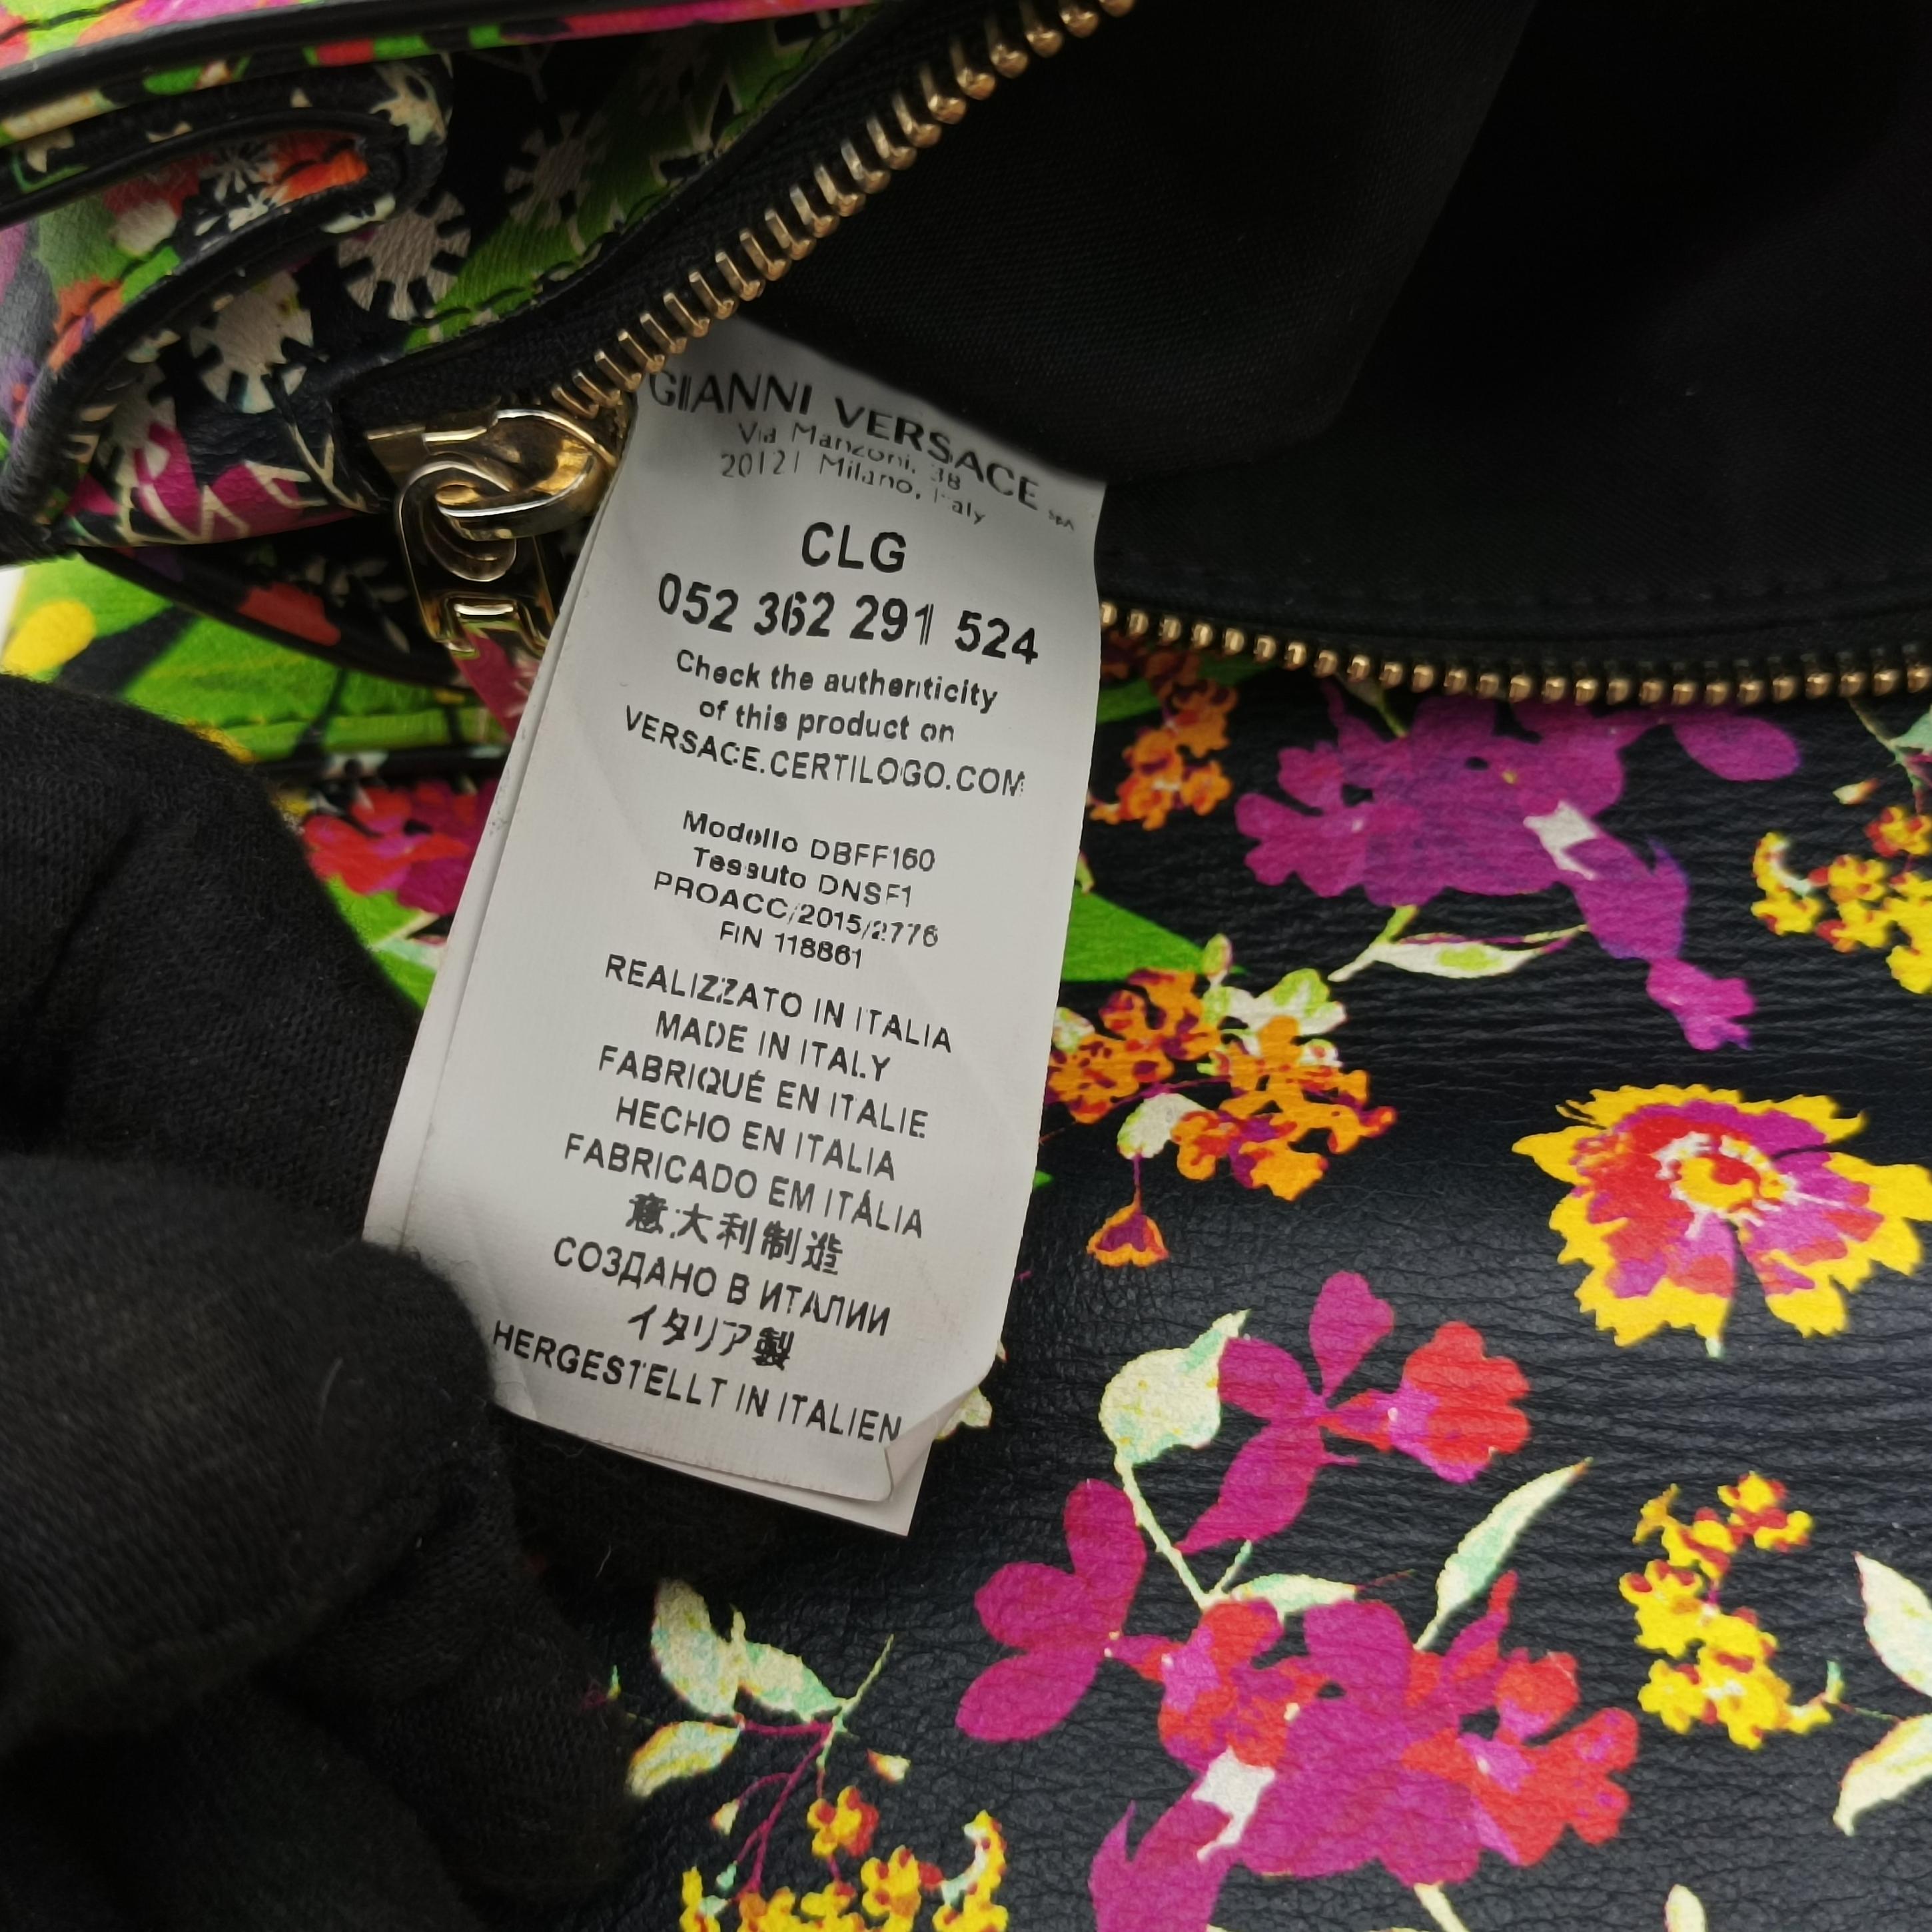 GIANNI VERSACE SpA
Via Manzoni, 38
20121 Milano, Italy
CLG
052 362 291 524
Check the authenticity
of this product on
VERSACE.CERTILOGO.COM
Modello DBFF160
Tessuto DNSF1
PROACC/2015/2776
FIN 118861
REALIZZATO IN ITALIA
MADE IN ITALY
FABRIQUÉ EN ITALIE
HECHO EN ITALIA
FABRICADO EM ITÁLIA
意大利制造
СОЗДАНО В ИТАЛИИ
イタリア製
HERGESTELLT IN ITALIEN